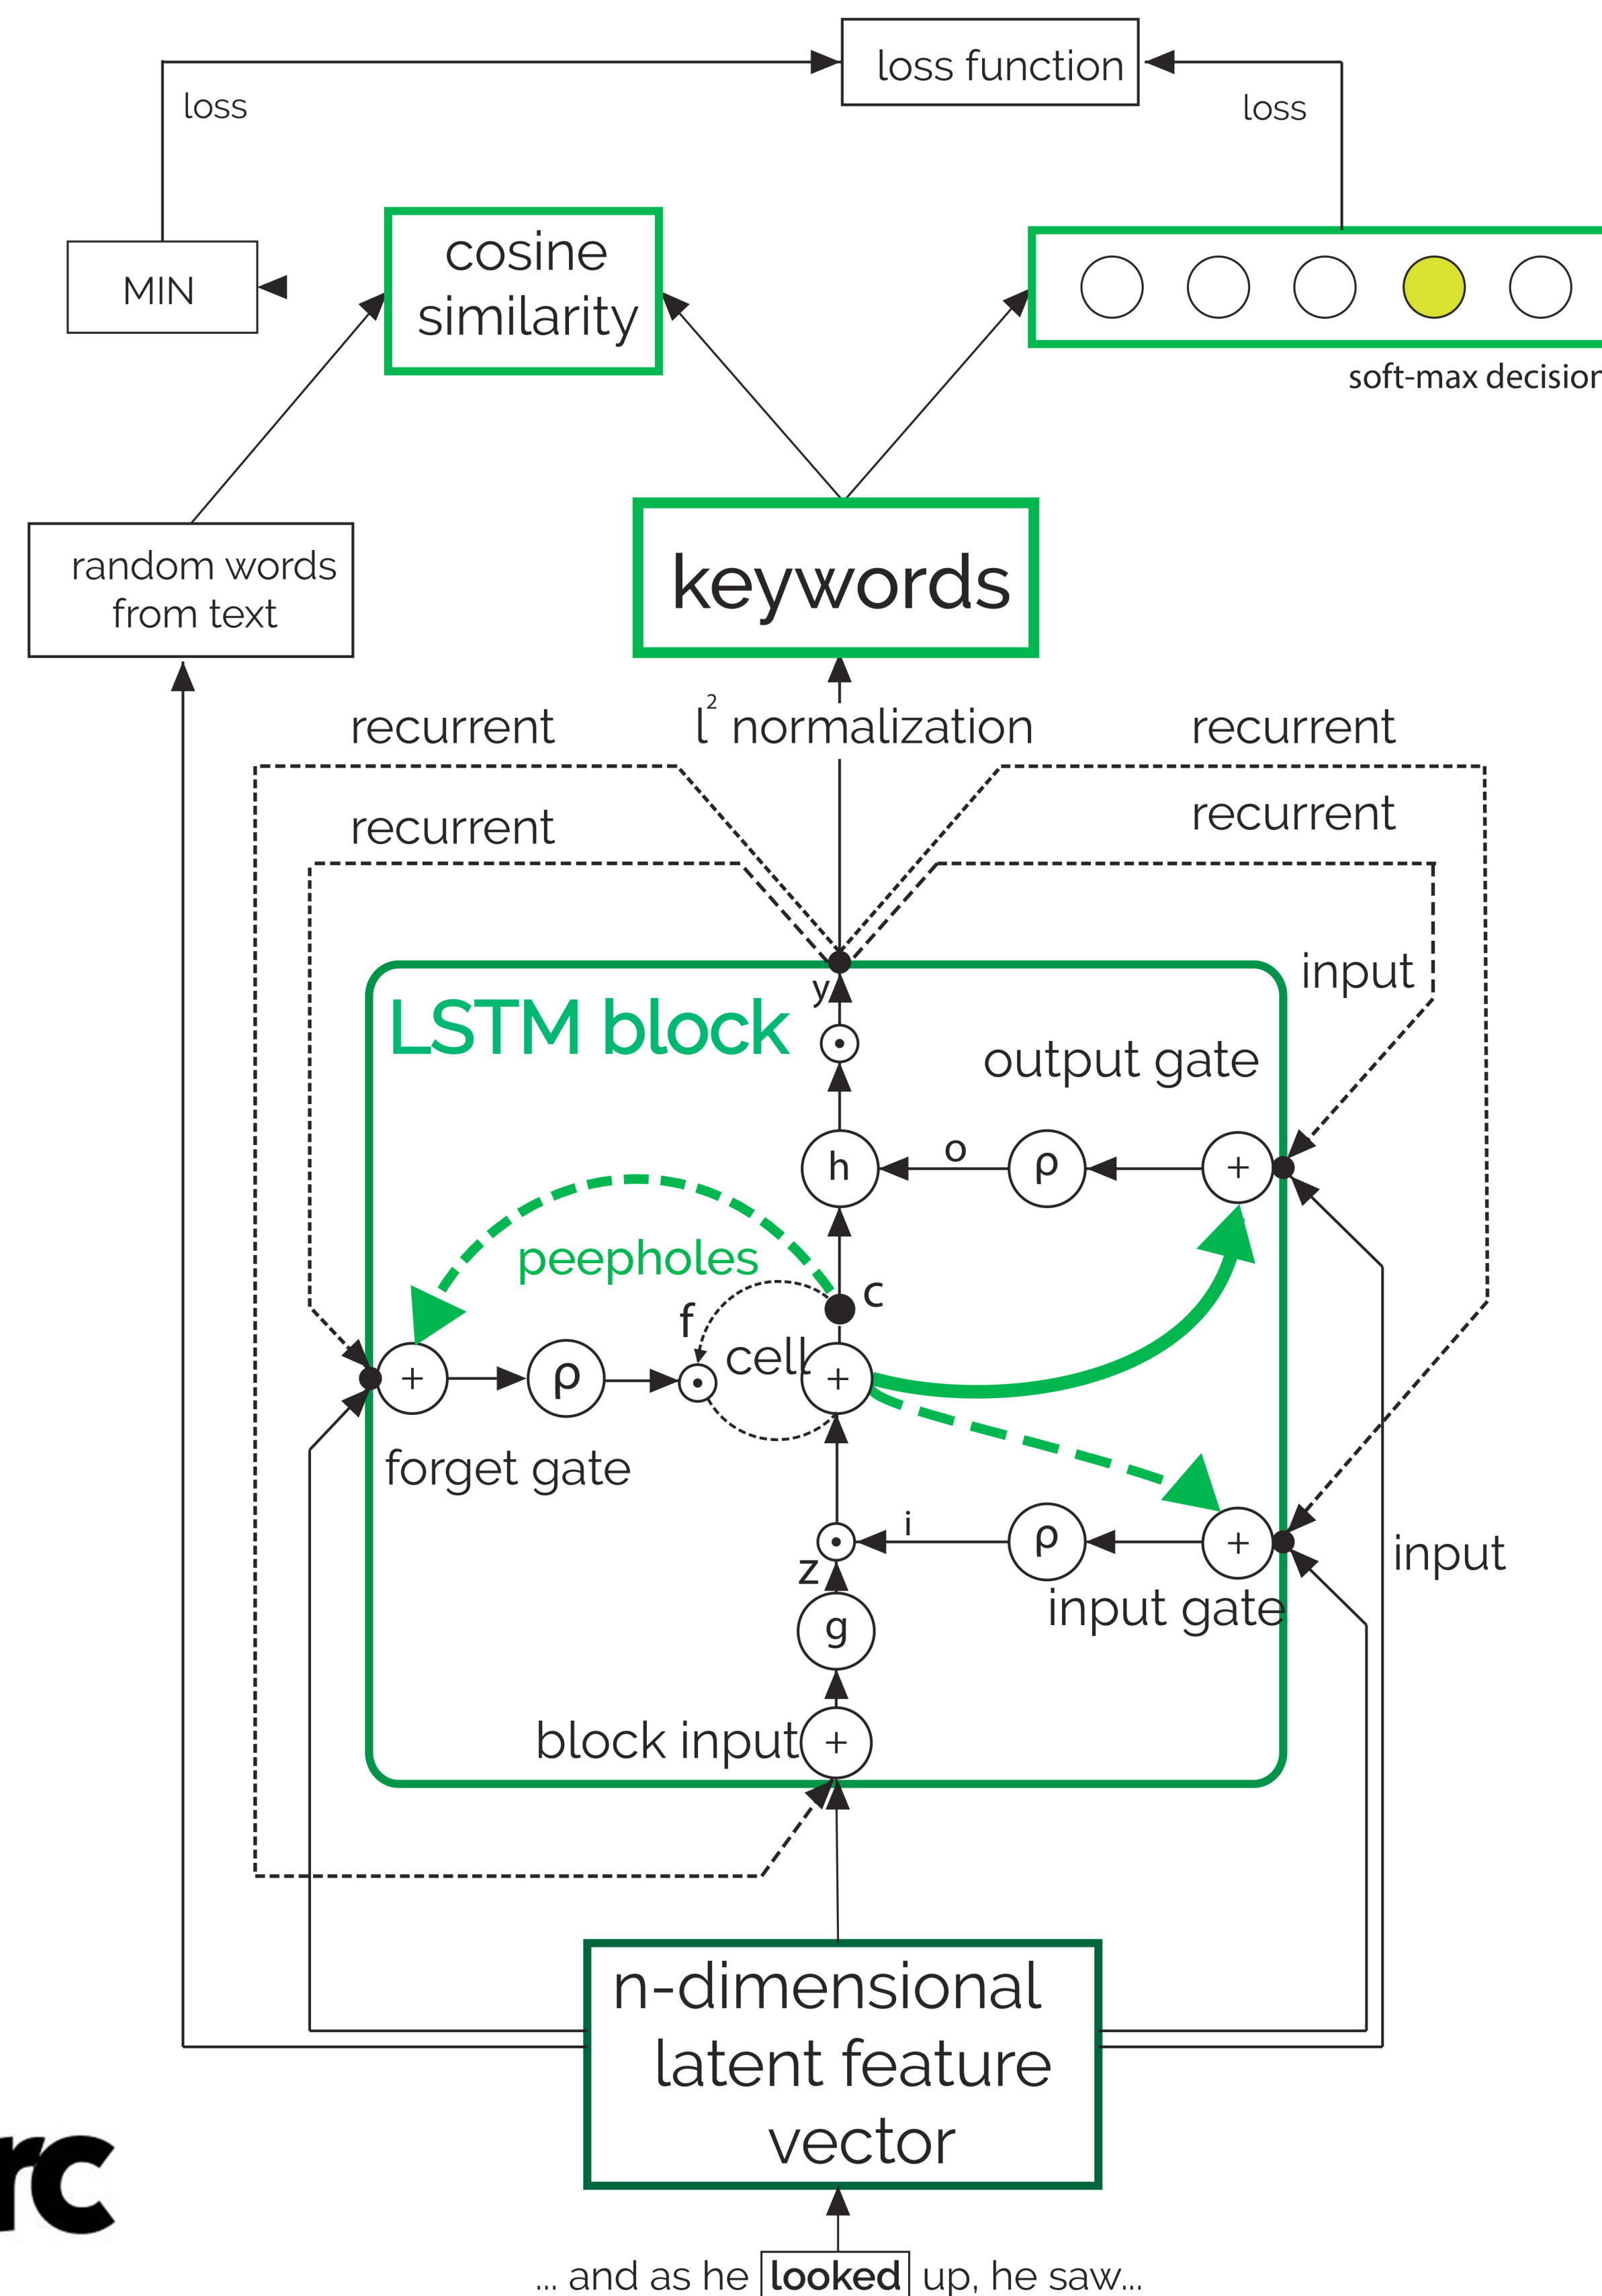 loss function
loss
loss
cosine
similarity
MIN
soft-max decision
random words
from text
keywords
l² normalization
recurrent
recurrent
recurrent
recurrent
input
y
LSTM block
output gate
h
o
ρ
+
peepholes
c
f
cell
+
ρ
+
forget gate
i
ρ
+
z
input
input gate
g
block input
+
n-dimensional
latent feature
vector
rc
... and as he looked up, he saw...